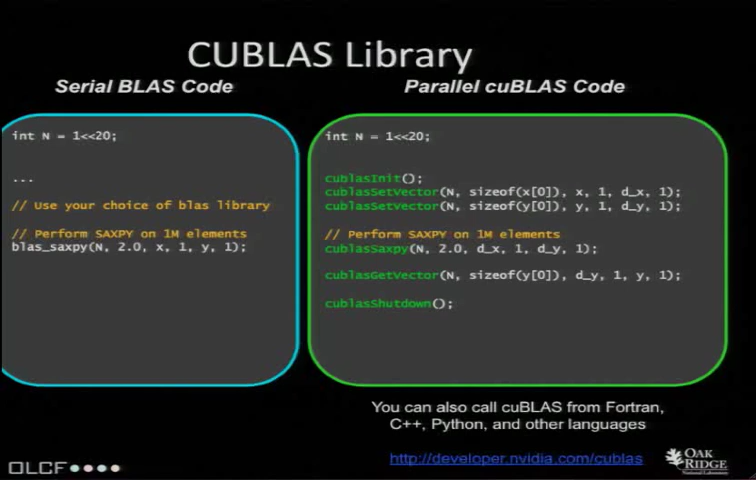 CUBLAS Library
Serial BLAS Code
int N = 1<<20;
...
// Use your choice of blas library
// Perform SAXPY on 1M elements
blas_saxpy(N, 2.0, x, 1, y, 1);
Parallel cuBLAS Code
int N = 1<<20;
cublasInit();
cublasSetVector(N, sizeof(x[0]), x, 1, d_x, 1);
cublasSetVector(N, sizeof(y[0]), y, 1, d_y, 1);
// Perform SAXPY on 1M elements
cublasSaxpy(N, 2.0, d_x, 1, d_y, 1);
cublasGetVector(N, sizeof(y[0]), d_y, 1, y, 1);
cublasShutdown();
You can also call cuBLAS from Fortran,
C++, Python, and other languages
http://developer.nvidia.com/cublas
OLCF
OAK
RIDGE
National Laboratory